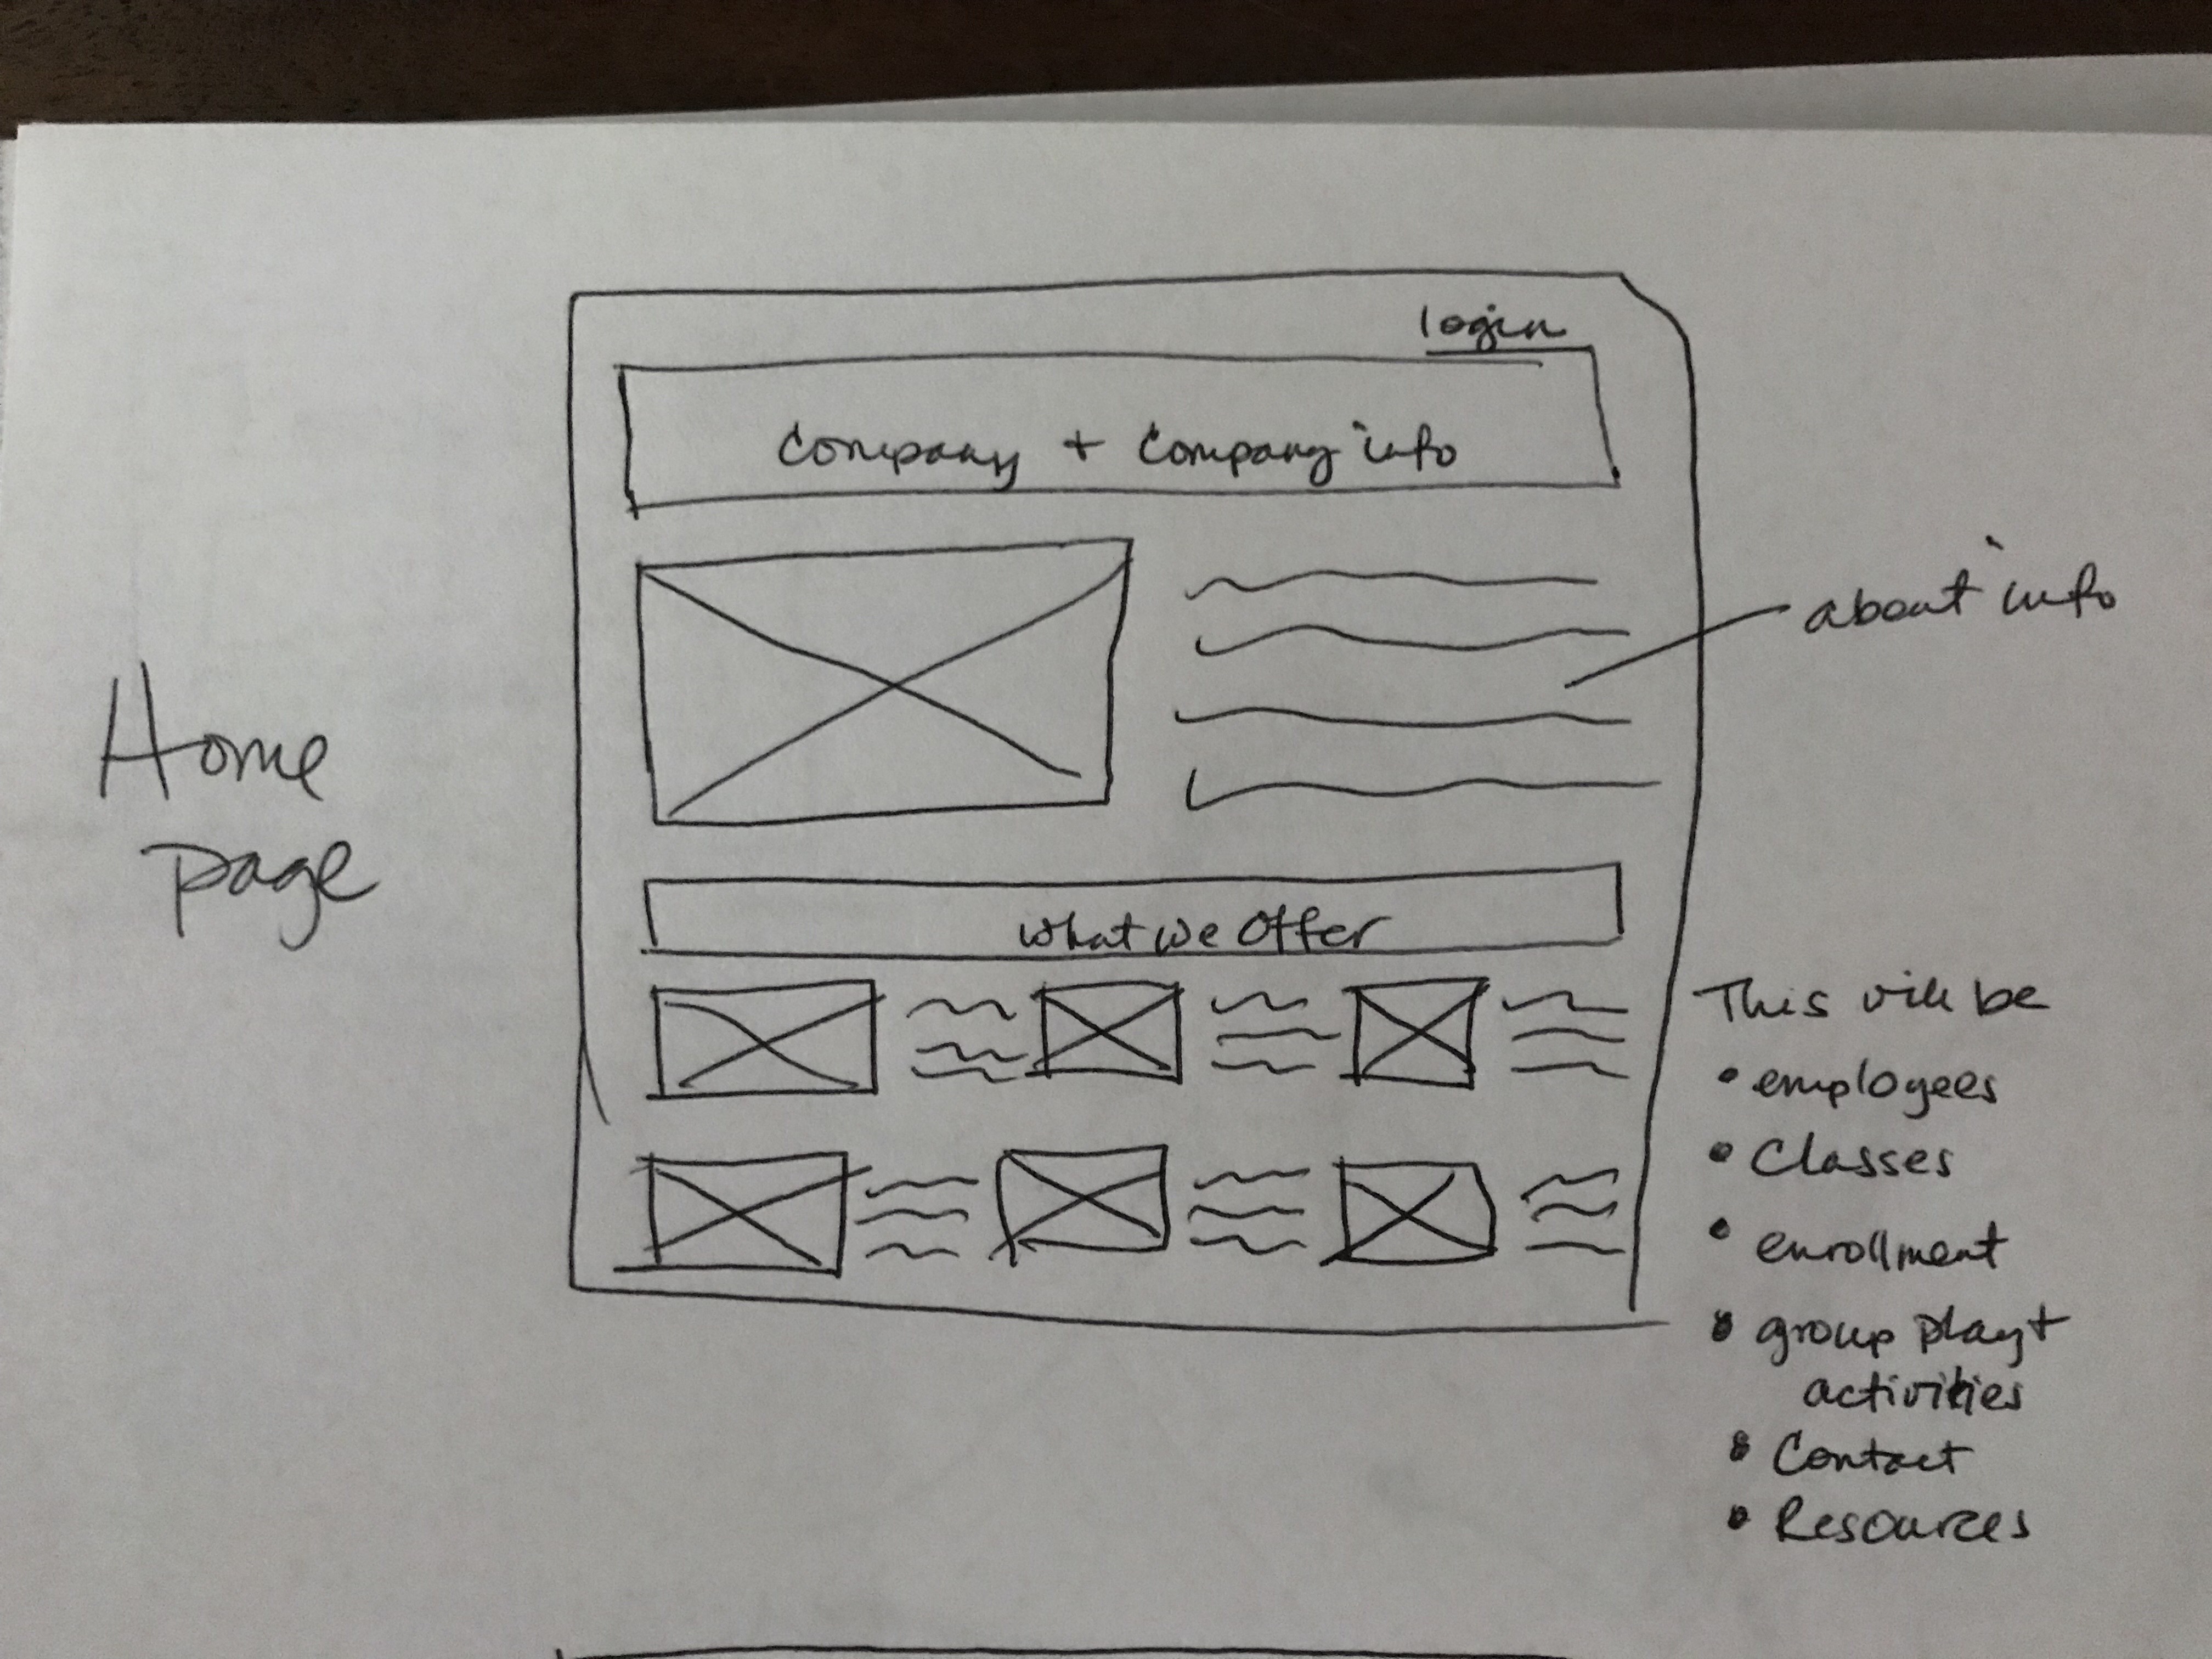 login
Company + Company info
about info
Home
page
What we Offer
This will be
• employees
• Classes
• enrollment
• group play +
activities
• Contact
• Resources